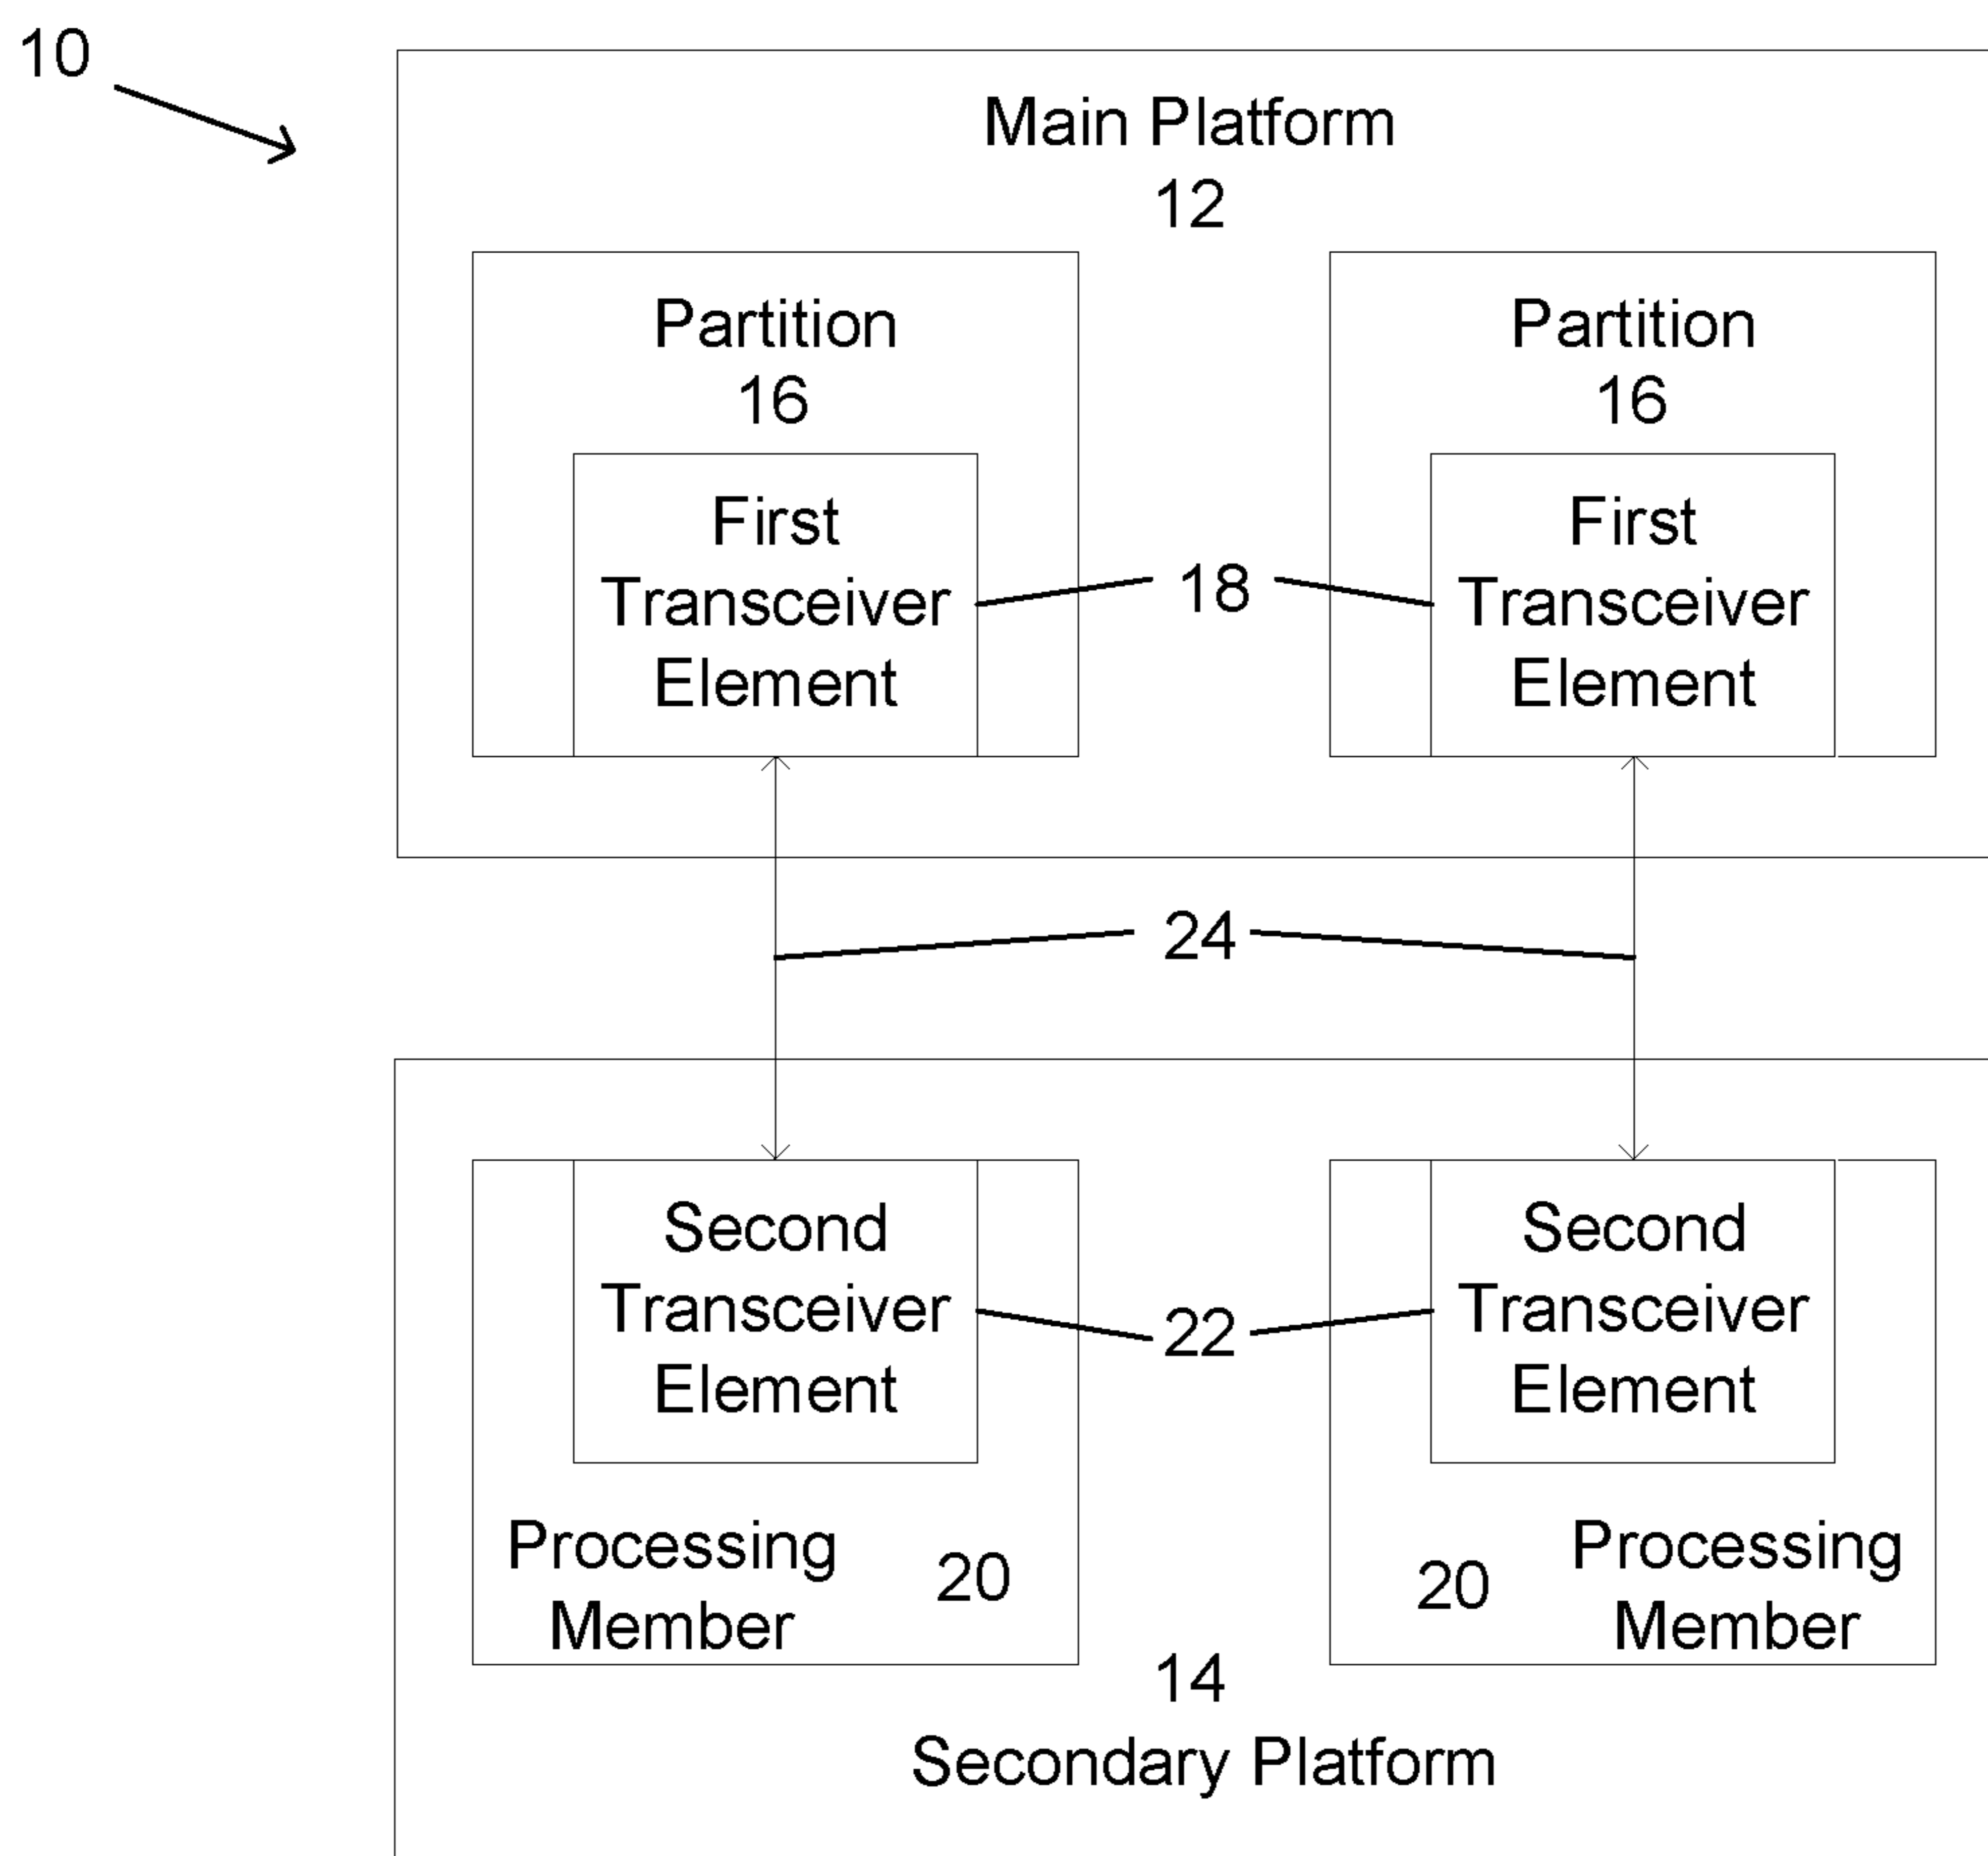 10
Main Platform
12
Partition
16
Partition
16
First
Transceiver
Element
18
First
Transceiver
Element
24
Second
Transceiver
Element
22
Second
Transceiver
Element
Processing
Member
20
20
Processing
Member
14
Secondary Platform